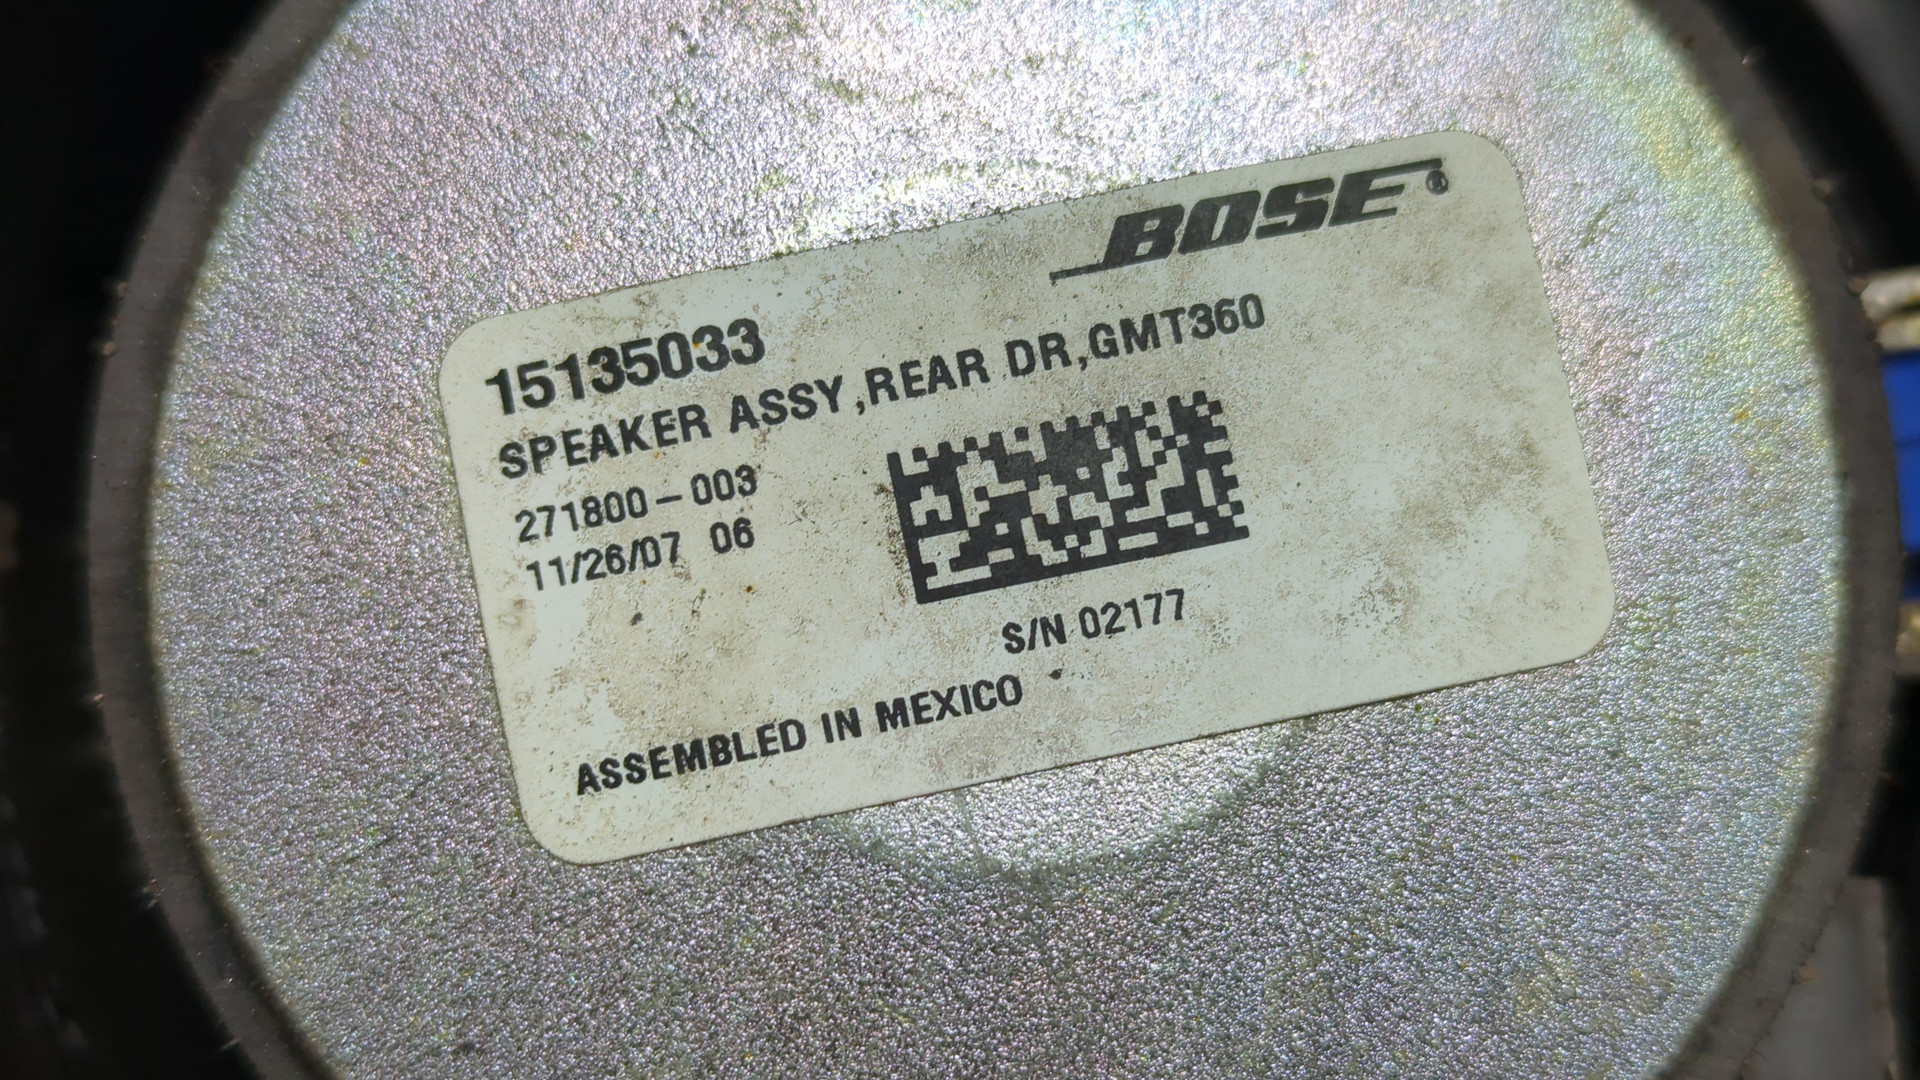 BOSE®
15135033
SPEAKER ASSY,REAR DR,GMT360
271800-003
11/26/07 06
S/N 02177
ASSEMBLED IN MEXICO